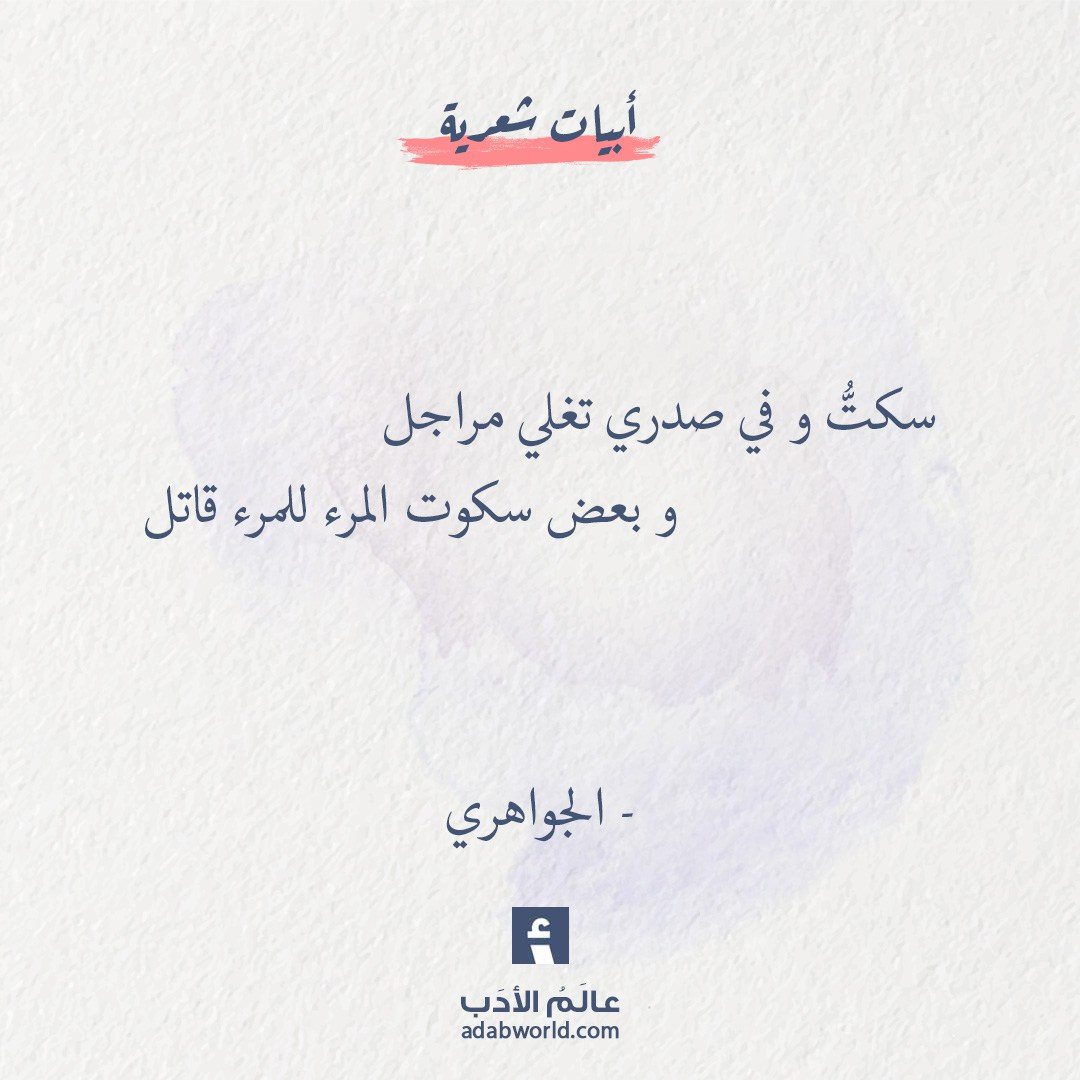 أبيات شعرية
سكتُّ و في صدري تغلي مراجل
و بعض سكوت المرء للمرء قاتل
- الجواهري
أ
عالَمُ الأدَب
adabworld.com